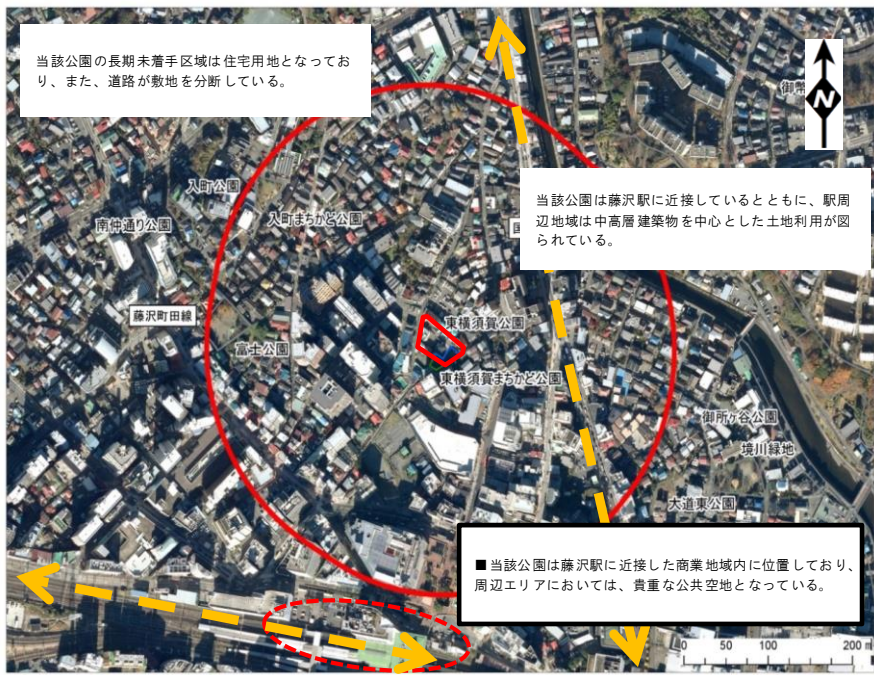 当該公園の長期未着手区域は住宅用地となってお
り、また、道路が敷地を分断している。
御幣
N
入町公園
当該公園は藤沢駅に近接しているとともに、駅周
辺地域は中高層建築物を中心とした土地利用が図
られている。
入町まちかど公園
南仲通り公園
国
藤沢町田線
東横須賀公園
富士公園
東横須賀まちかど公園
御所ヶ谷公園
境川緑地
大道東公園
■当該公園は藤沢駅に近接した商業地域内に位置しており、
周辺エリアにおいては、貴重な公共空地となっている。
0 50 100 200 m